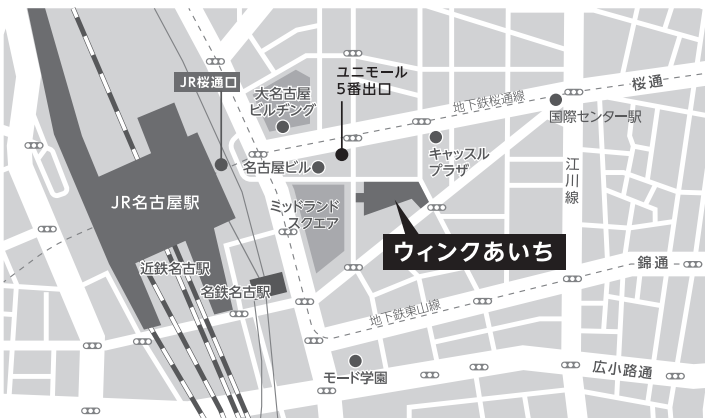 JR桜通口
大名古屋
ビルヂング
ユニモール
5番出口
地下鉄桜通線
桜通
国際センター駅
名古屋ビル
キャッスル
プラザ
江川線
JR名古屋駅
ミッドランド
スクエア
ウィンクあいち
近鉄名古屋駅
名鉄名古屋駅
錦通
地下鉄東山線
モード学園
広小路通